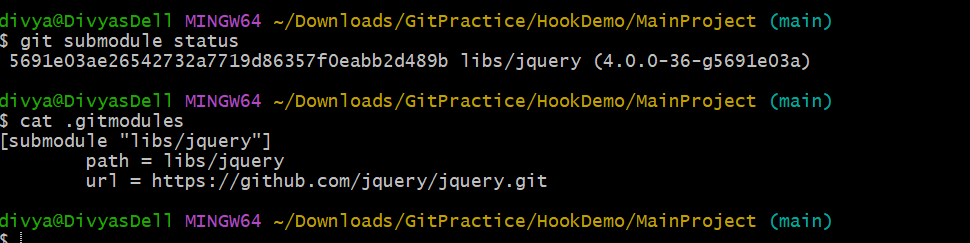 divya@DivyasDell MINGW64 ~/Downloads/GitPractice/HookDemo/MainProject (main)
$ git submodule status
 5691e03ae26542732a7719d86357f0eabb2d489b libs/jquery (4.0.0-36-g5691e03a)
divya@DivyasDell MINGW64 ~/Downloads/GitPractice/HookDemo/MainProject (main)
$ cat .gitmodules
[submodule "libs/jquery"]
        path = libs/jquery
        url = https://github.com/jquery/jquery.git
divya@DivyasDell MINGW64 ~/Downloads/GitPractice/HookDemo/MainProject (main)
$